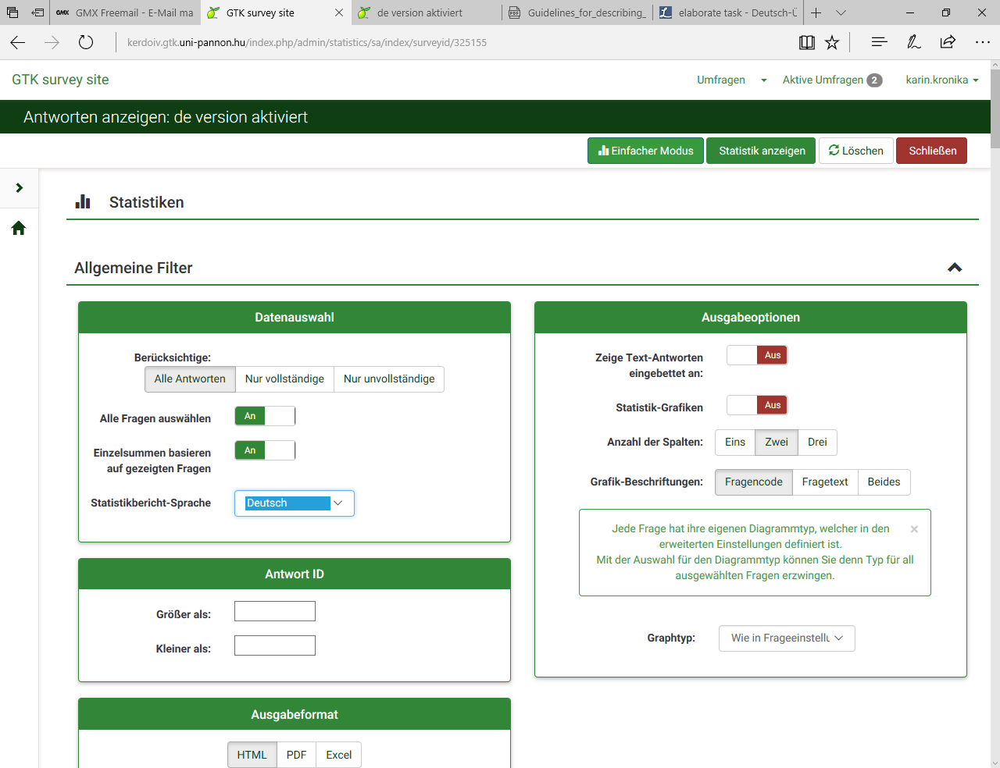 GMX GMX Freemail - E-Mail ma
GTK survey site
de version aktiviert
PDF Guidelines_for_describing_
elaborate task - Deutsch-Ü
kerdoiv.gtk.uni-pannon.hu/index.php/admin/statistics/sa/index/surveyid/325155
GTK survey site
Umfragen
Aktive Umfragen 2
karin.kronika
Antworten anzeigen: de version aktiviert
Einfacher Modus
Statistik anzeigen
Löschen
Schließen
Statistiken
Allgemeine Filter
Datenauswahl
Berücksichtige:
Alle Antworten Nur vollständige Nur unvollständige
Alle Fragen auswählen An
Einzelsummen basieren
auf gezeigten Fragen
An
Statistikbericht-Sprache Deutsch
Antwort ID
Größer als:
Kleiner als:
Ausgabeformat
HTML PDF Excel
Ausgabeoptionen
Zeige Text-Antworten
eingebettet an:
Aus
Statistik-Grafiken Aus
Anzahl der Spalten: Eins Zwei Drei
Grafik-Beschriftungen: Fragencode Fragetext Beides
Jede Frage hat ihre eigenen Diagrammtyp, welcher in den
erweiterten Einstellungen definiert ist.
Mit der Auswahl für den Diagrammtyp können Sie denn Typ für all
ausgewählten Fragen erzwingen.
Graphtyp: Wie in Frageeinstellu